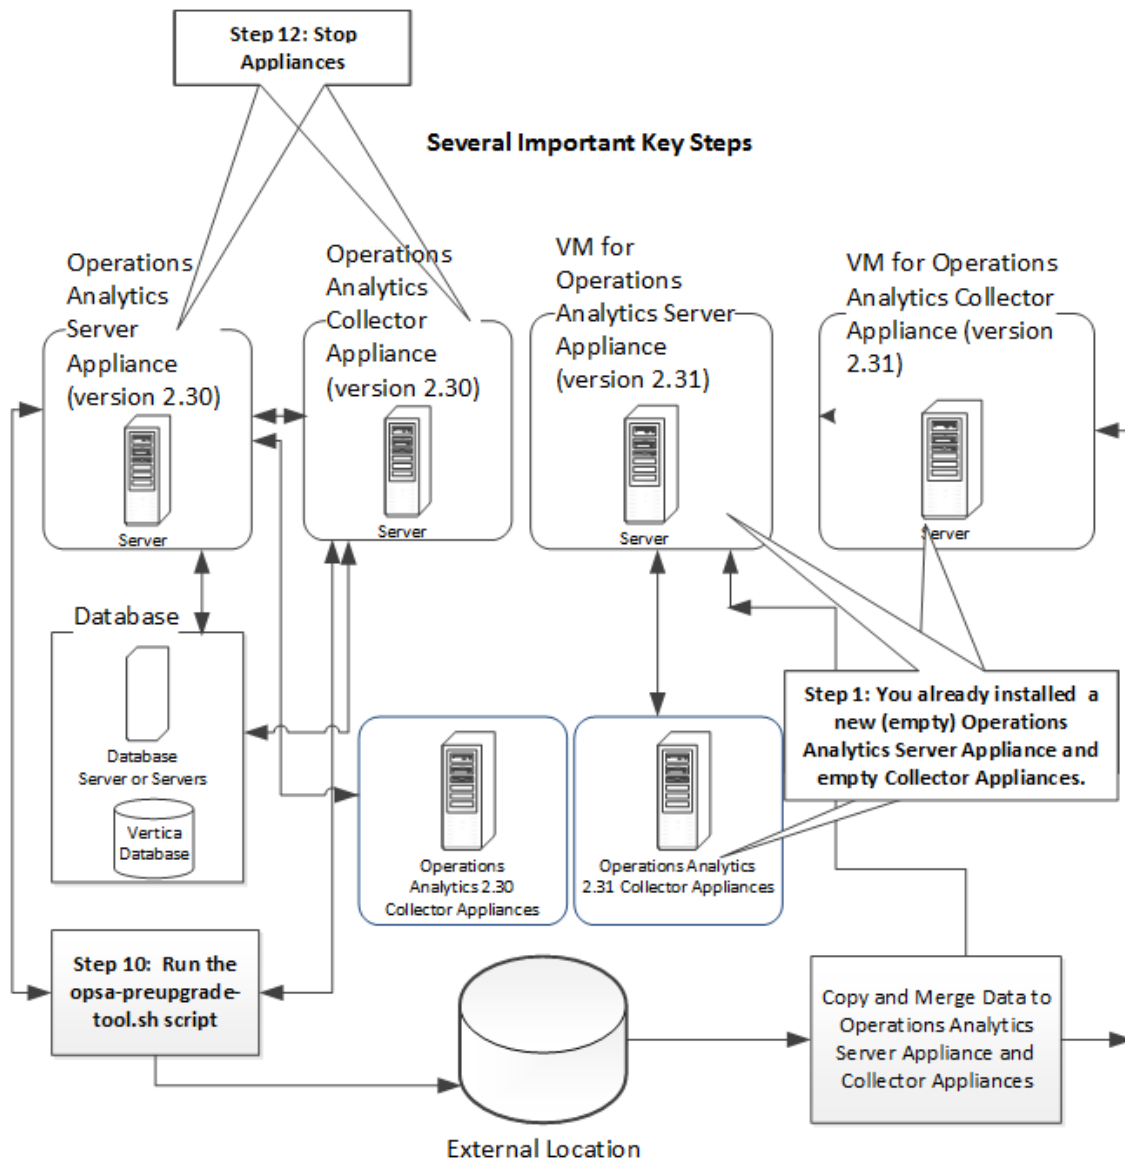 Step 12: Stop
Appliances
Several Important Key Steps
Operations
Analytics
Server
Appliance
(version 2.30)
Server
Operations
Analytics
Collector
Appliance
(version 2.30)
Server
VM for
Operations
Analytics Server
Appliance
(version 2.31)
Server
VM for Operations
Analytics Collector
Appliance (version
2.31)
Server
Database
Database
Server or Servers
Vertica
Database
Step 1: You already installed a
new (empty) Operations
Analytics Server Appliance and
empty Collector Appliances.
Operations
Analytics 2.30
Collector Appliances
Operations Analytics
2.31 Collector Appliances
Step 10: Run the
opsa-preupgrade-
tool.sh script
Copy and Merge Data to
Operations Analytics
Server Appliance and
Collector Appliances
External Location